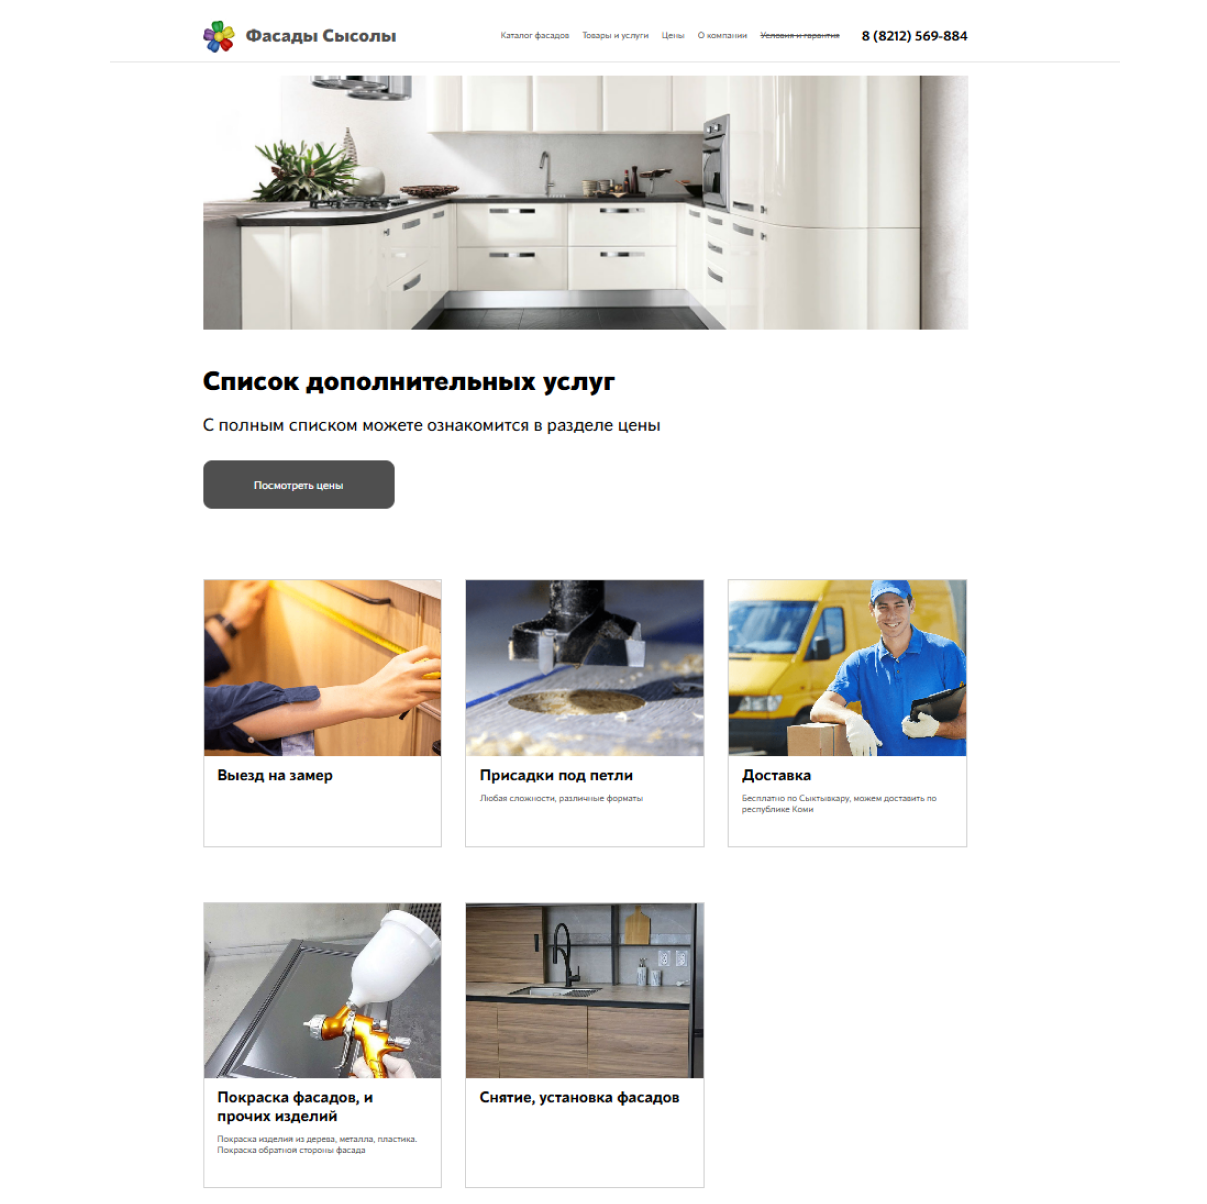 Фасады Сысолы
Каталог фасадов Товары и услуги Цены О компании Условия и гарантия 8 (8212) 569-884
Список дополнительных услуг
С полным списком можете ознакомится в разделе цены
Посмотреть цены
Выезд на замер
Присадки под петли
Любая сложности, различные форматы
Доставка
Бесплатно по Сыктывкару, можем доставить по
республике Коми
Покраска фасадов, и
прочих изделий
Покраска изделия из дерева, металла, пластика.
Покраска обратной стороны фасада
Снятие, установка фасадов